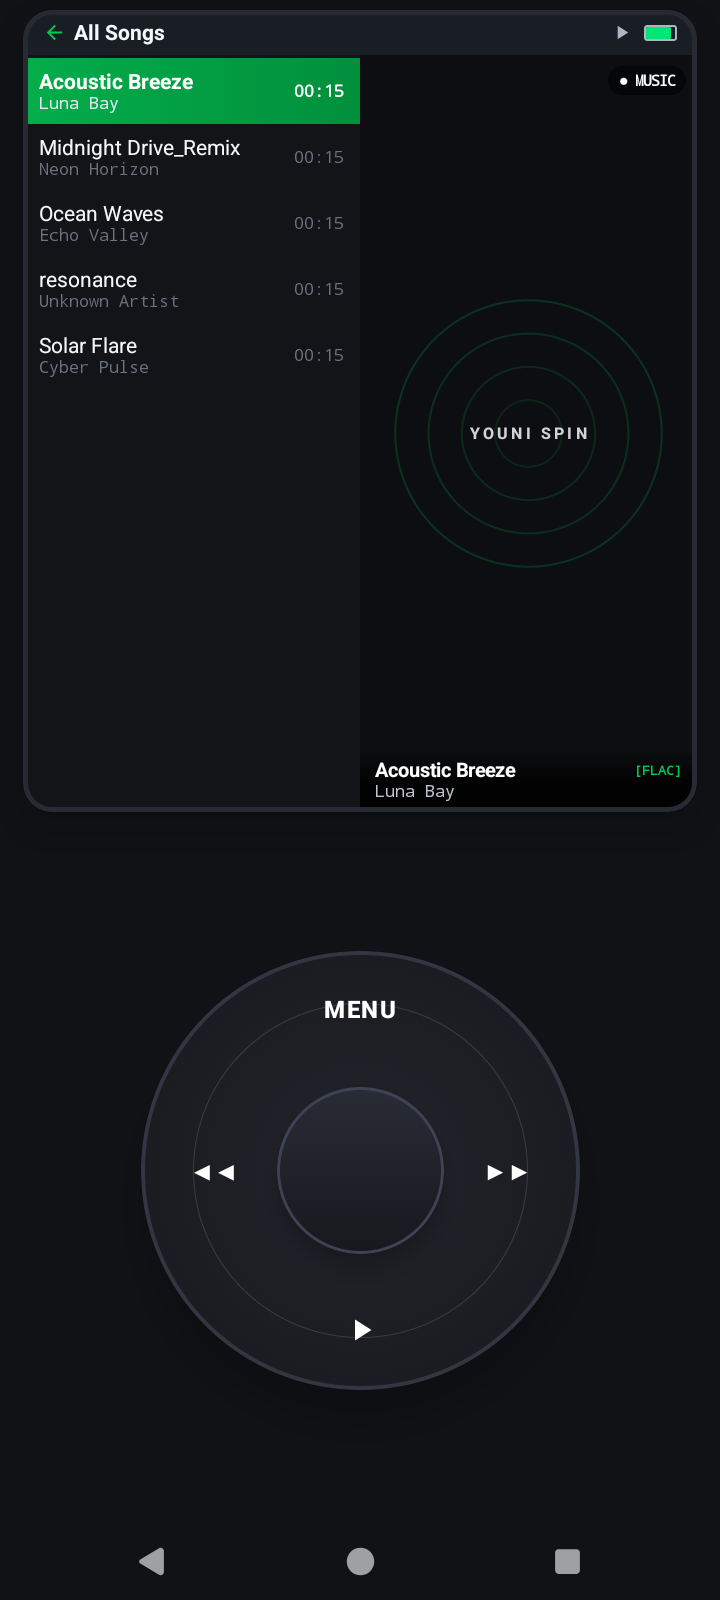 All Songs
Acoustic Breeze
Luna Bay
00:15
Midnight Drive_Remix
Neon Horizon
00:15
Ocean Waves
Echo Valley
00:15
resonance
Unknown Artist
00:15
Solar Flare
Cyber Pulse
00:15
MUSIC
YOUNI SPIN
Acoustic Breeze
[FLAC]
Luna Bay
MENU